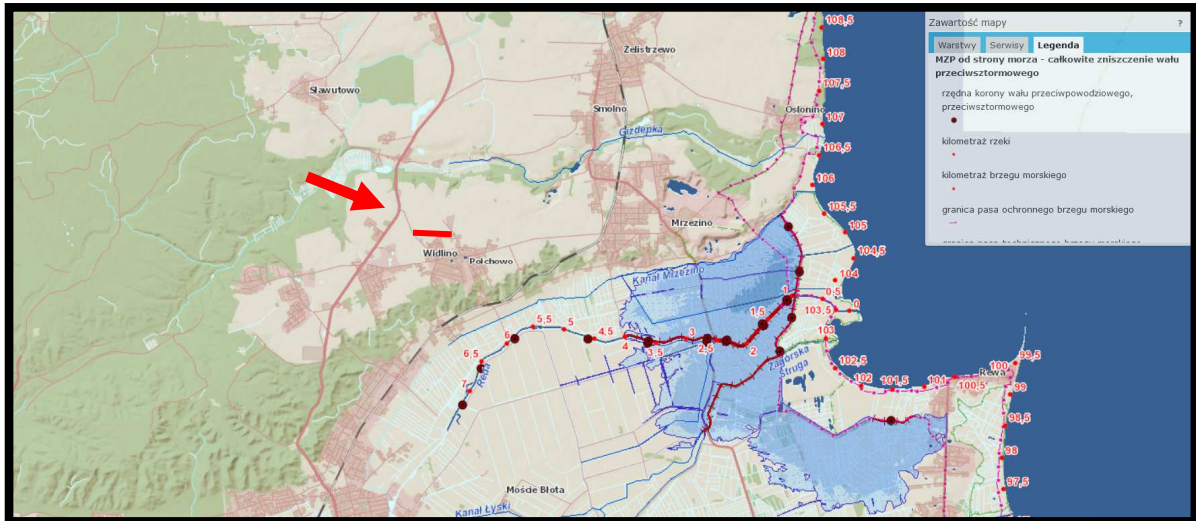 Zawartość mapy ?
Warstwy Serwisy Legenda
MZP od strony morza - całkowite zniszczenie wału
przeciwsztormowego
rzędna korony wału przeciwpowodziowego,
przeciwsztormowego
kilometraż rzeki
kilometraż brzegu morskiego
granica pasa ochronnego brzegu morskiego
108,5
Żelistrzewo
108
107,5
Sławutowo
Smolno
Osłonino
107
Gizdepka
106,5
106
105,5
Mrzezino
105
104,5
Widlino
Połchowo
Kanał Mrzezino
104
1
0,5
0
103,5
1,5
5,5
5
4,5
4
3,5
3
2,5
2
6
103
6,5
Reda
7
Zagórska
Struga
102,5
102
101,5
101
100,5
Rewa
100
99,5
99
98,5
98
97,5
Moście Błota
Kanał Łyski